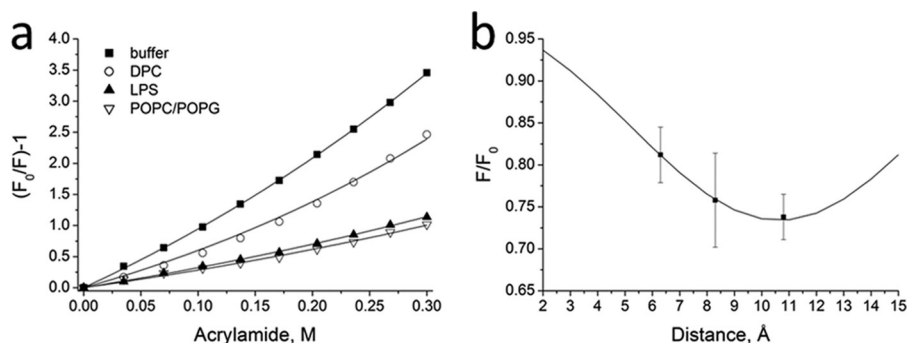 a
(F₀/F)-1
4.0
3.5
3.0
2.5
2.0
1.5
1.0
0.5
0.0
buffer
DPC
LPS
POPC/POPG
0.00 0.05 0.10 0.15 0.20 0.25 0.30
Acrylamide, M
b
F/F₀
0.95
0.90
0.85
0.80
0.75
0.70
0.65
2 3 4 5 6 7 8 9 10 11 12 13 14 15
Distance, Å